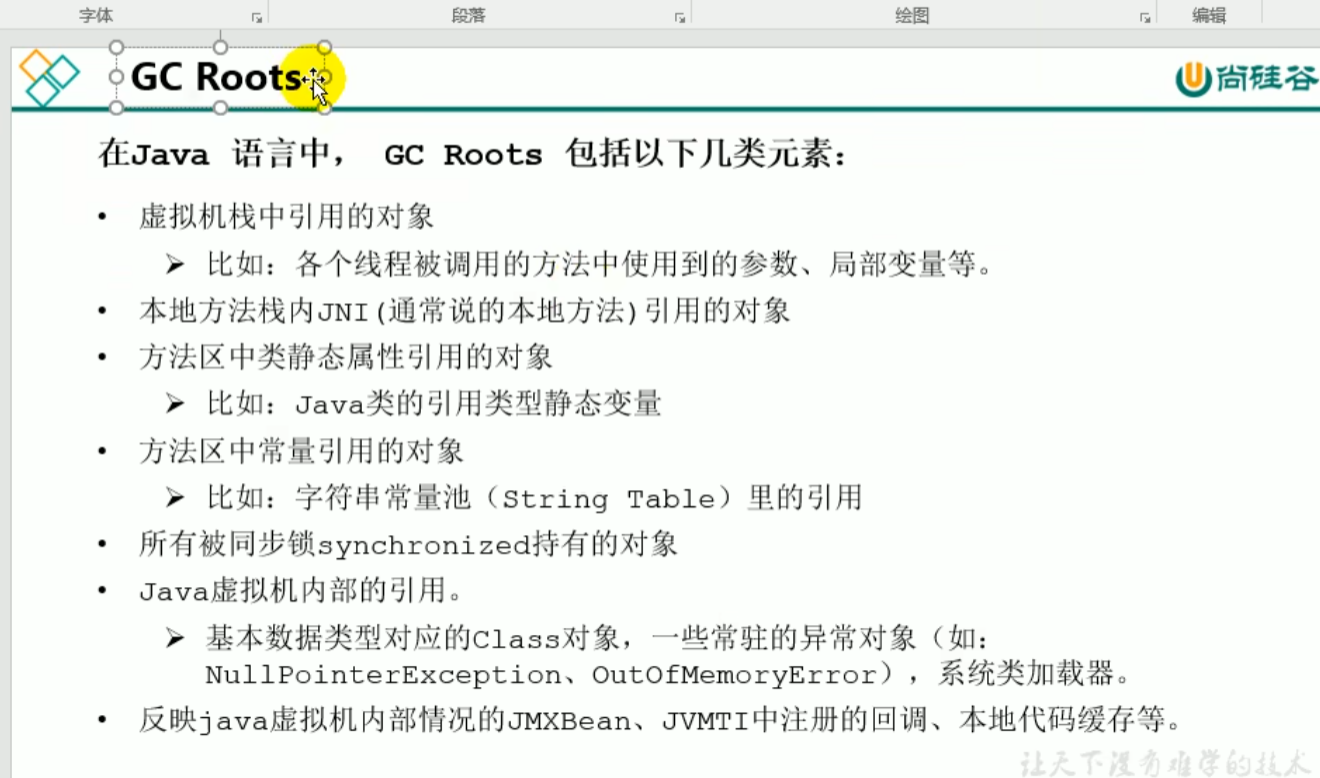 字体 段落 绘图 编辑
GC Roots
尚硅谷
在Java 语言中， GC Roots 包括以下几类元素：
• 虚拟机栈中引用的对象
➢ 比如：各个线程被调用的方法中使用到的参数、局部变量等。
• 本地方法栈内JNI(通常说的本地方法)引用的对象
• 方法区中类静态属性引用的对象
➢ 比如：Java类的引用类型静态变量
• 方法区中常量引用的对象
➢ 比如：字符串常量池（String Table）里的引用
• 所有被同步锁synchronized持有的对象
• Java虚拟机内部的引用。
➢ 基本数据类型对应的Class对象，一些常驻的异常对象（如：
NullPointerException、OutOfMemoryError），系统类加载器。
• 反映java虚拟机内部情况的JMXBean、JVMTI中注册的回调、本地代码缓存等。
让天下没有难学的技术